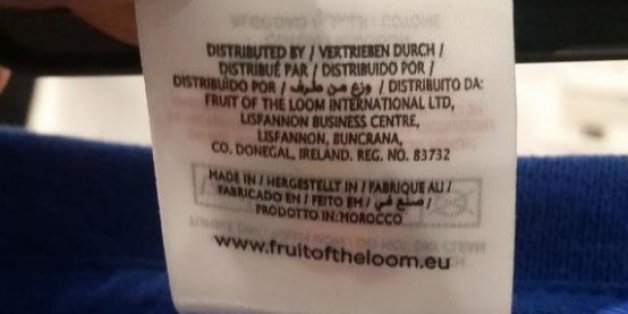 DISTRIBUTED BY / VERTRIEBEN DURCH /
DISTRIBUÉ PAR / DISTRIBUIDO POR /
DISTRIBUÍDO POR / وزع من طرف / DISTRIBUITO DA:
FRUIT OF THE LOOM INTERNATIONAL LTD,
LISFANNON BUSINESS CENTRE,
LISFANNON, BUNCRANA,
CO. DONEGAL, IRELAND. REG. NO. 83732
MADE IN / HERGESTELLT IN / FABRIQUE AU /
FABRICADO EN / FEITO EM / صنع في /
PRODOTTO IN: MOROCCO
www.fruitoftheloom.eu